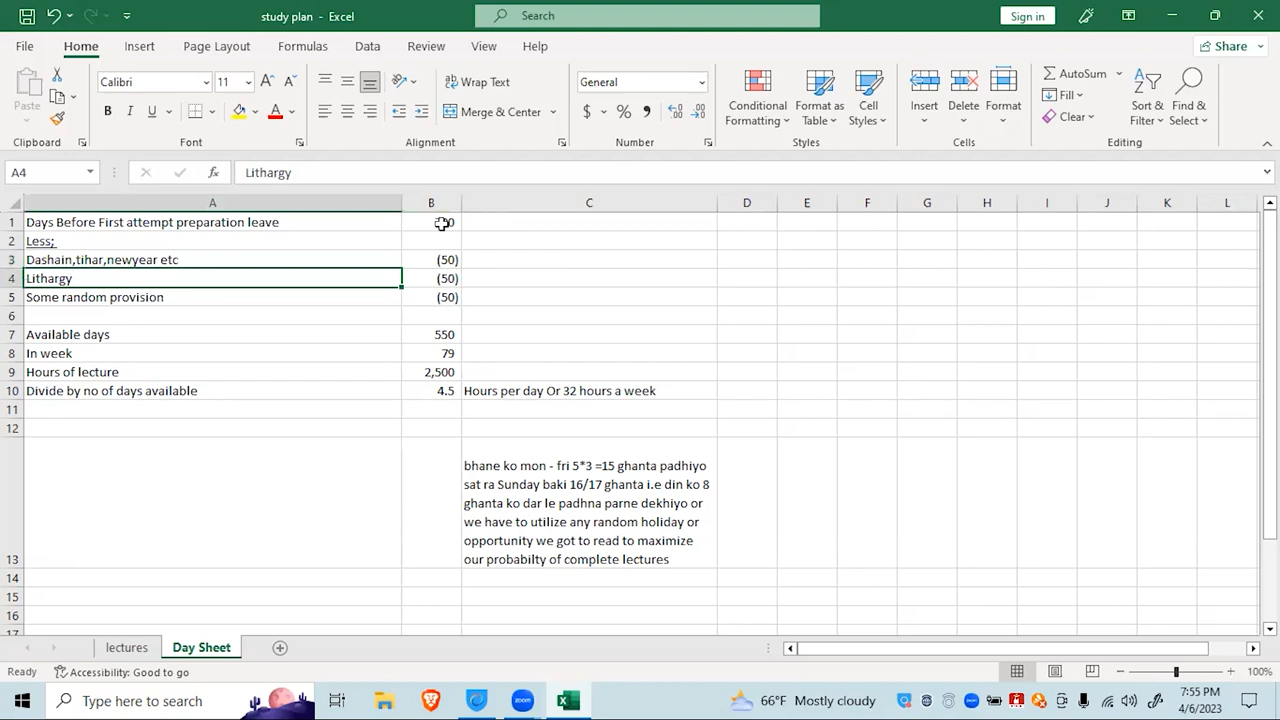 study plan - Excel
Search
Sign in
File Home Insert Page Layout Formulas Data Review View Help
Share
Paste
Calibri 11
B I U
Wrap Text
Merge & Center
General
$ % 9
Conditional Formatting
Format as Table
Cell Styles
Insert Delete Format
AutoSum
Fill
Clear
Sort & Filter
Find & Select
Clipboard Font Alignment Number Styles Cells Editing
A4 fx Lithargy
A B C D E F G H I J K L
1 Days Before First attempt preparation leave
2 Less;
3 Dashain,tihar,newyear etc (50)
4 Lithargy (50)
5 Some random provision (50)
6
7 Available days 550
8 In week 79
9 Hours of lecture 2,500
10 Divide by no of days available 4.5 Hours per day Or 32 hours a week
11
12
bhane ko mon - fri 5*3 =15 ghanta padhiyo
sat ra Sunday baki 16/17 ghanta i.e din ko 8
ghanta ko dar le padhna parne dekhiyo or
we have to utilize any random holiday or
opportunity we got to read to maximize
13 our probabilty of complete lectures
14
15
16
17
lectures Day Sheet
Ready Accessibility: Good to go 100%
Type here to search
zoom
66°F Mostly cloudy
7:55 PM
4/6/2023